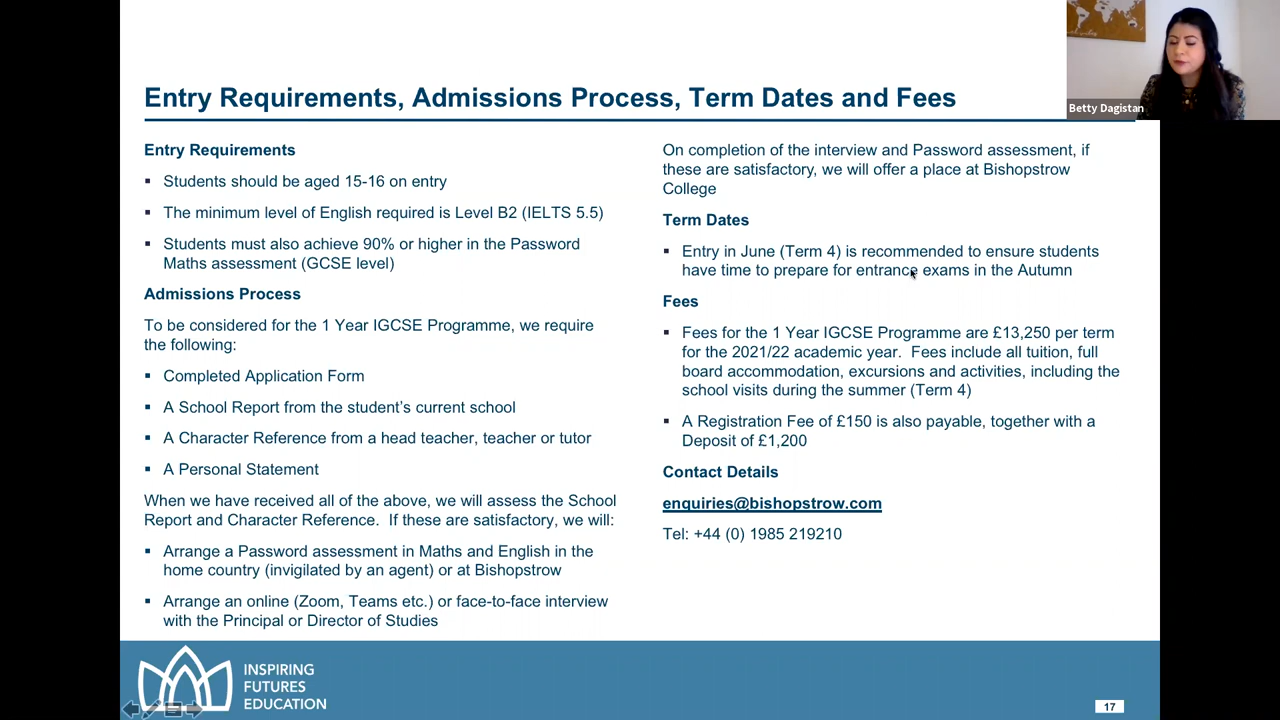 Entry Requirements, Admissions Process, Term Dates and Fees
Betty Dagistan
Entry Requirements
▪ Students should be aged 15-16 on entry
▪ The minimum level of English required is Level B2 (IELTS 5.5)
▪ Students must also achieve 90% or higher in the Password
Maths assessment (GCSE level)
Admissions Process
To be considered for the 1 Year IGCSE Programme, we require
the following:
▪ Completed Application Form
▪ A School Report from the student's current school
▪ A Character Reference from a head teacher, teacher or tutor
▪ A Personal Statement
When we have received all of the above, we will assess the School
Report and Character Reference.  If these are satisfactory, we will:
▪ Arrange a Password assessment in Maths and English in the
home country (invigilated by an agent) or at Bishopstrow
▪ Arrange an online (Zoom, Teams etc.) or face-to-face interview
with the Principal or Director of Studies
On completion of the interview and Password assessment, if
these are satisfactory, we will offer a place at Bishopstrow
College
Term Dates
▪ Entry in June (Term 4) is recommended to ensure students
have time to prepare for entrance exams in the Autumn
Fees
▪ Fees for the 1 Year IGCSE Programme are £13,250 per term
for the 2021/22 academic year.  Fees include all tuition, full
board accommodation, excursions and activities, including the
school visits during the summer (Term 4)
▪ A Registration Fee of £150 is also payable, together with a
Deposit of £1,200
Contact Details
enquiries@bishopstrow.com
Tel: +44 (0) 1985 219210
INSPIRING
FUTURES
EDUCATION
17